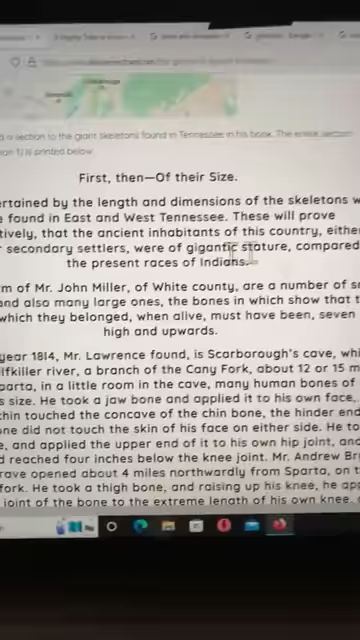 a section to the giant skeletons found in Tennessee in his book. The entire section
1) is printed below.
First, then—Of their Size.
ertained by the length and dimensions of the skeletons w
found in East and West Tennessee. These will prove
tively, that the ancient inhabitants of this country, either
secondary settlers, were of gigantic stature, compared
the present races of Indians.
m of Mr. John Miller, of White county, are a number of s
and also many large ones, the bones in which show that t
which they belonged, when alive, must have been, seven
high and upwards.
year 1814, Mr. Lawrence found, is Scarborough's cave, whi
lfkiller river, a branch of the Cany Fork, about 12 or 15 m
parta, in a little room in the cave, many human bones of
s size. He took a jaw bone and applied it to his own face,
chin touched the concave of the chin bone, the hinder end
one did not touch the skin of his face on either side. He to
e, and applied the upper end of it to his own hip joint, and
d reached four inches below the knee joint. Mr. Andrew Br
rave opened about 4 miles northwardly from Sparta, on t
fork. He took a thigh bone, and raising up his knee, he ap
joint of the bone to the extreme length of his own knee,